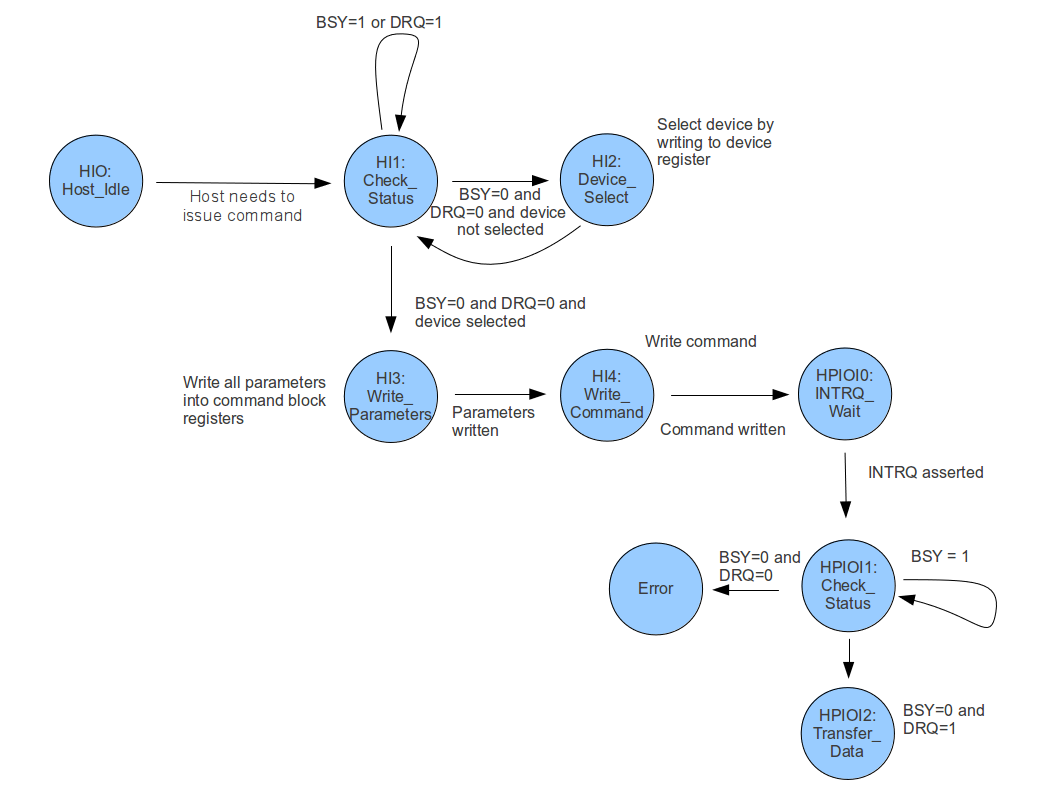 BSY=1 or DRQ=1
HIO:
Host_Idle
Host needs to
issue command
HI1:
Check_
Status
BSY=0 and
DRQ=0 and device
not selected
HI2:
Device_
Select
Select device by
writing to device
register
BSY=0 and DRQ=0 and
device selected
Write all parameters
into command block
registers
HI3:
Write_
Parameters
Parameters
written
HI4:
Write_
Command
Write command
Command written
HPIOI0:
INTRQ_
Wait
INTRQ asserted
Error
BSY=0 and
DRQ=0
HPIOI1:
Check_
Status
BSY = 1
HPIOI2:
Transfer_
Data
BSY=0 and
DRQ=1